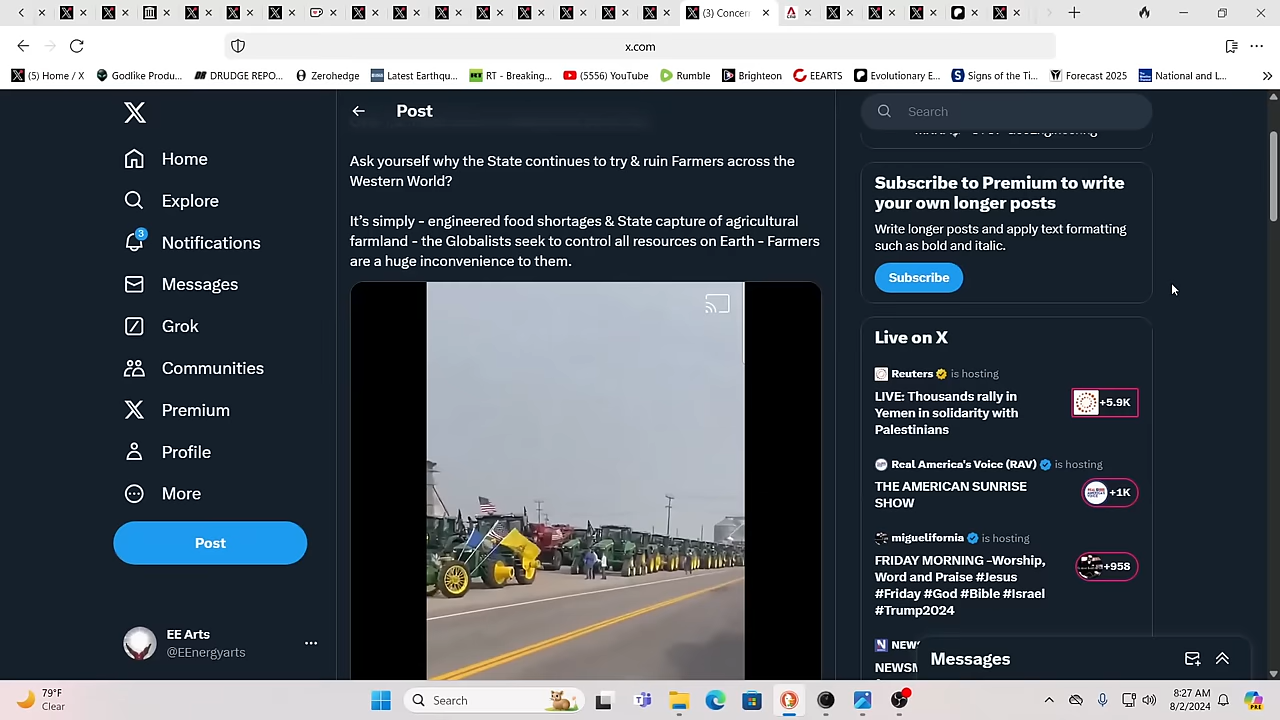 (3) Concern
x.com
(5) Home / X
Godlike Produ...
DRUDGE REPO...
Zerohedge
Latest Earthqu...
RT - Breaking...
(5556) YouTube
Rumble
Brighteon
EEARTS
Evolutionary E...
Signs of the Ti...
Forecast 2025
National and L...
Home
Explore
3
Notifications
Messages
Grok
Communities
Premium
Profile
More
Post
EE Arts
@EEnergyarts
Post
Ask yourself why the State continues to try & ruin Farmers across the
Western World?
It's simply - engineered food shortages & State capture of agricultural
farmland - the Globalists seek to control all resources on Earth - Farmers
are a huge inconvenience to them.
Search
Subscribe to Premium to write
your own longer posts
Write longer posts and apply text formatting
such as bold and italic.
Subscribe
Live on X
Reuters is hosting
LIVE: Thousands rally in
Yemen in solidarity with
Palestinians
+5.9K
Real America's Voice (RAV) is hosting
THE AMERICAN SUNRISE
SHOW
+1K
miguelifornia is hosting
FRIDAY MORNING -Worship,
Word and Praise #Jesus
#Friday #God #Bible #Israel
#Trump2024
+958
NEWS
NEWSM
Messages
79°F
Clear
Search
8:27 AM
8/2/2024